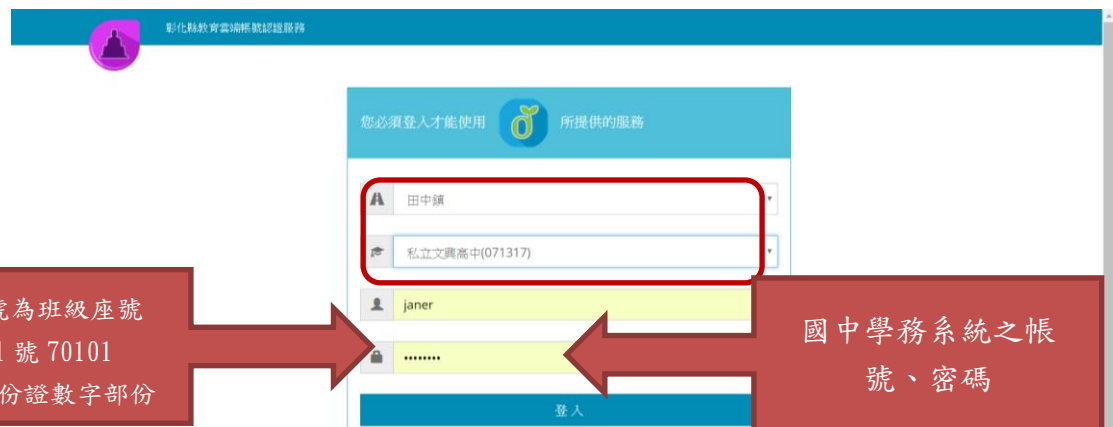 彰化縣教育雲端帳號認證服務
您必須登入才能使用 所提供的服務
田中鎮
私立文興高中(071317)
janer
••••••••
登入
號為班級座號
1 號 70101
份證數字部份
國中學務系統之帳
號、密碼